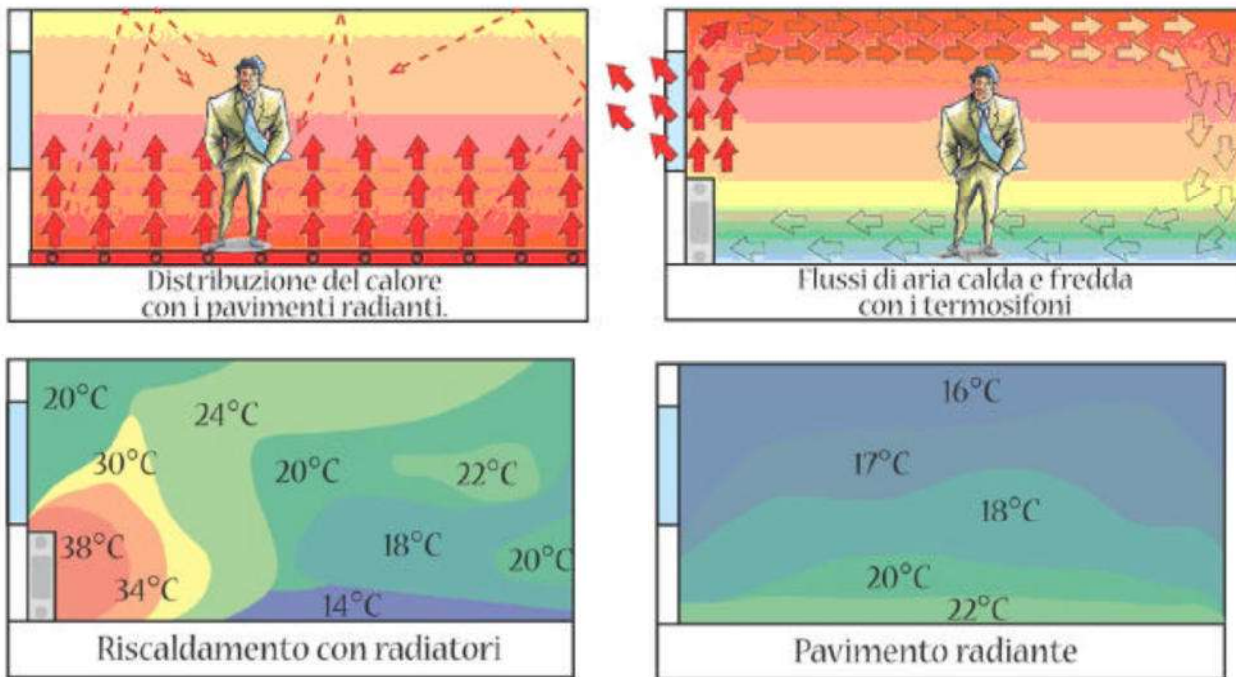 Distribuzione del calore
con i pavimenti radianti.
Flussi di aria calda e fredda
con i termosifoni
20°C
24°C
30°C
20°C
22°C
38°C
18°C
20°C
34°C
14°C
Riscaldamento con radiatori
16°C
17°C
18°C
20°C
22°C
Pavimento radiante